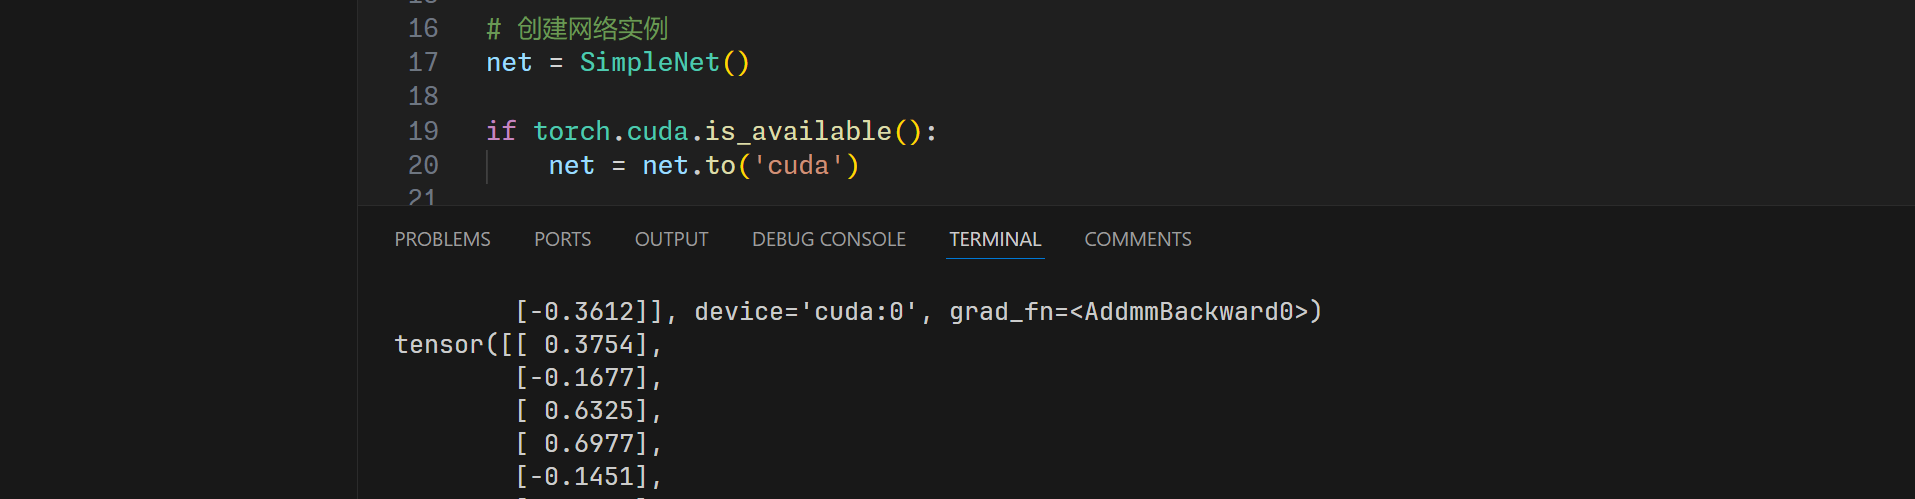 16 # 创建网络实例
17 net = SimpleNet()
18
19 if torch.cuda.is_available():
20     net = net.to('cuda')
21
PROBLEMS PORTS OUTPUT DEBUG CONSOLE TERMINAL COMMENTS
        [-0.3612]], device='cuda:0', grad_fn=<AddmmBackward0>)
tensor([[ 0.3754],
        [-0.1677],
        [ 0.6325],
        [ 0.6977],
        [-0.1451],